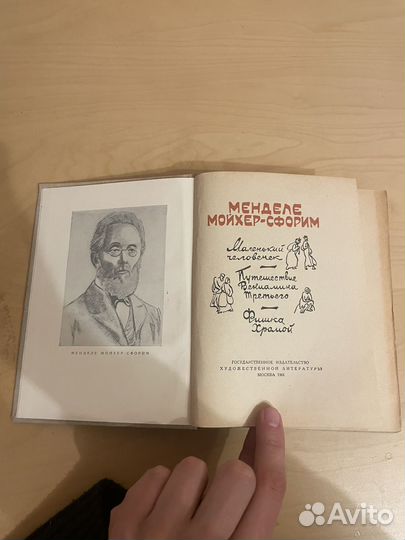 МЕНДЕЛЕ МОЙХЕР-СФОРИМ
МЕНДЕЛЕ
МОЙХЕР-СФОРИМ
Маленький
человечек
Путешествие
Вениамина
Третьего
Фишка
Хромой
ГОСУДАРСТВЕННОЕ ИЗДАТЕЛЬСТВО
ХУДОЖЕСТВЕННОЙ ЛИТЕРАТУРЫ
МОСКВА
Avito